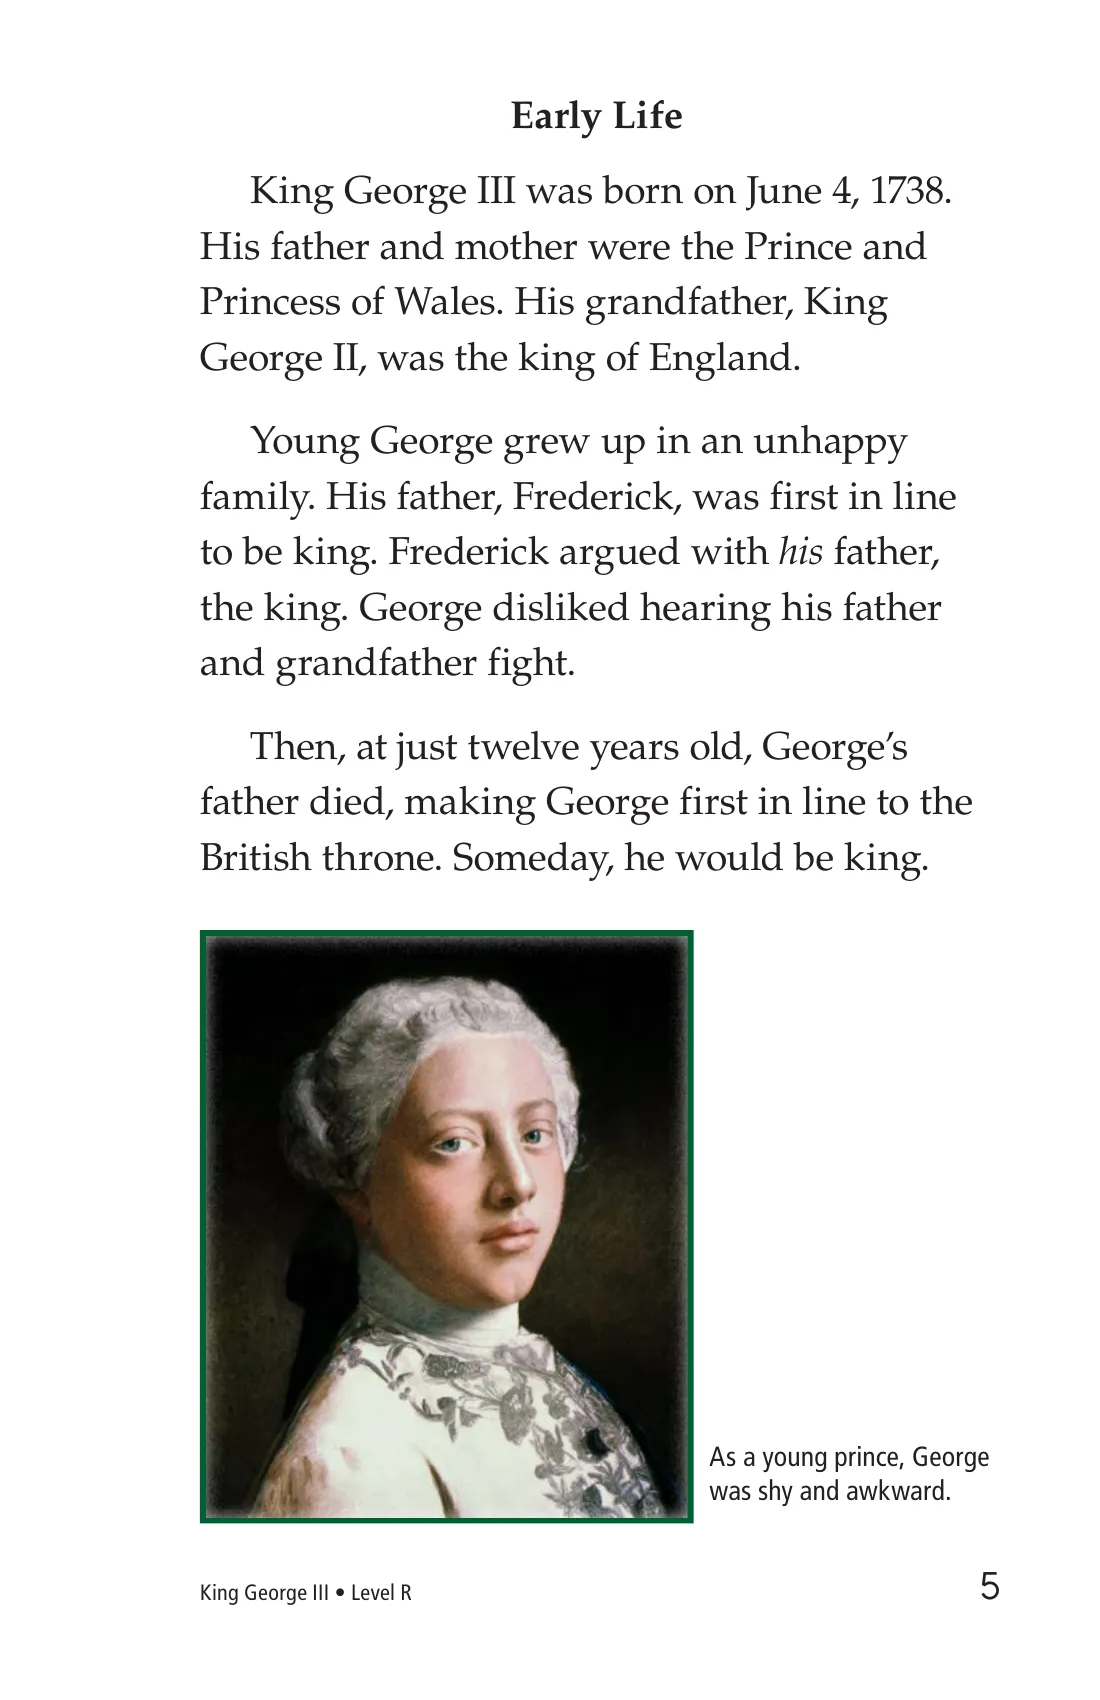 Early Life
King George III was born on June 4, 1738.
His father and mother were the Prince and
Princess of Wales. His grandfather, King
George II, was the king of England.
Young George grew up in an unhappy
family. His father, Frederick, was first in line
to be king. Frederick argued with his father,
the king. George disliked hearing his father
and grandfather fight.
Then, at just twelve years old, George’s
father died, making George first in line to the
British throne. Someday, he would be king.
As a young prince, George
was shy and awkward.
King George III • Level R
5